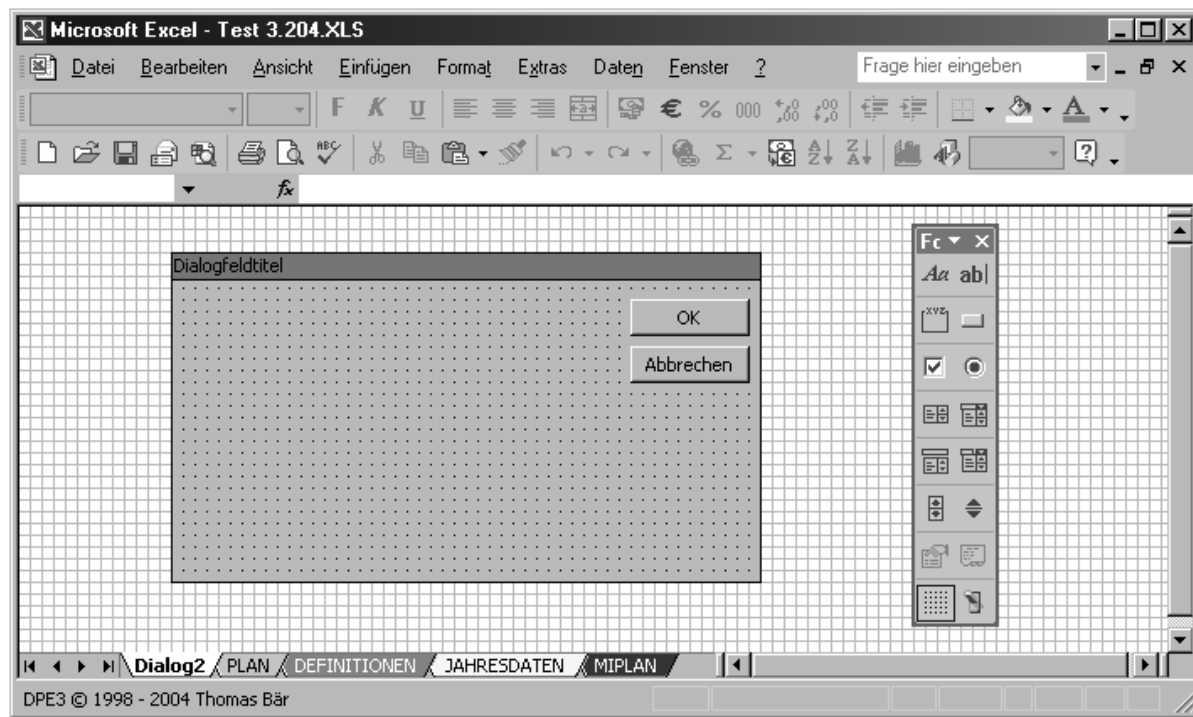 Microsoft Excel - Test 3.204.XLS
Datei Bearbeiten Ansicht Einfügen Format Extras Daten Fenster ? Frage hier eingeben
F K U € % 000
ABC Σ
fx
Fc
Dialogfeldtitel
Aa ab|
XYZ
OK
Abbrechen
Dialog2 PLAN DEFINITIONEN JAHRESDATEN MIPLAN
DPE3 © 1998 - 2004 Thomas Bär